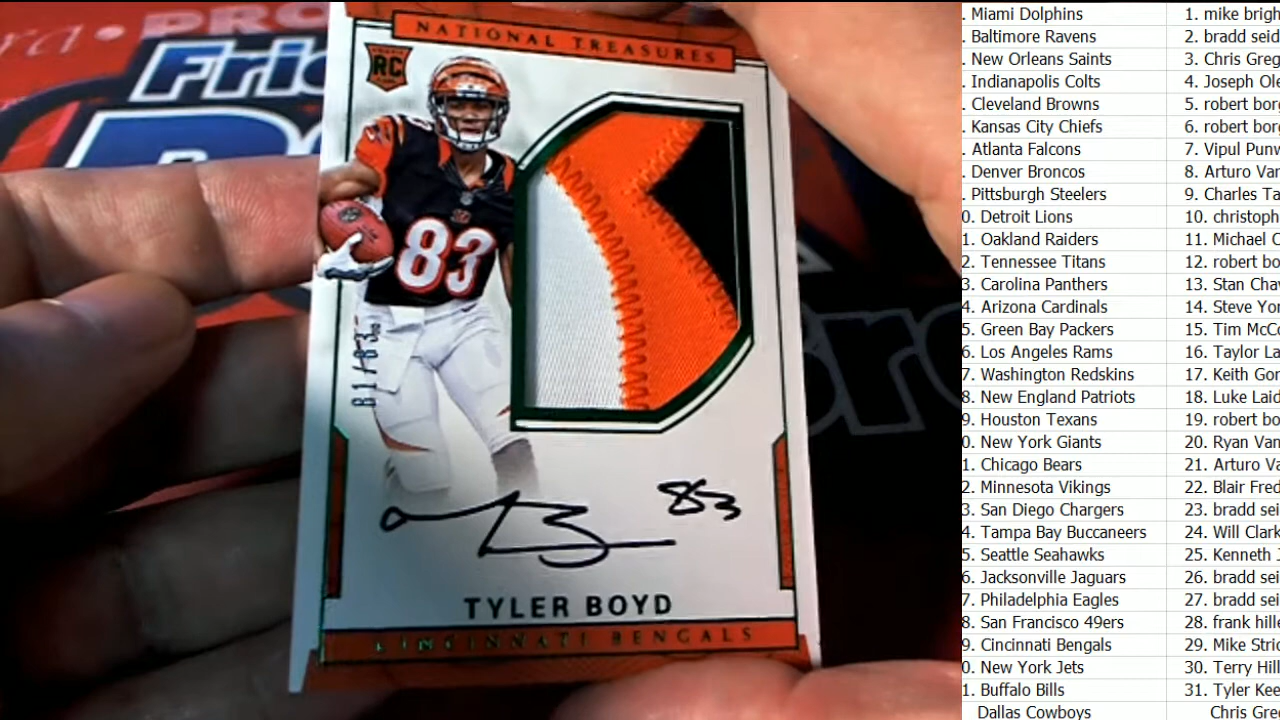 PRO
Fri
NATIONAL TREASURES
RC
83
81/83
83
TYLER BOYD
CINCINNATI BENGALS
. Miami Dolphins 1. mike brigh
. Baltimore Ravens 2. bradd seid
. New Orleans Saints 3. Chris Greg
. Indianapolis Colts 4. Joseph Ole
. Cleveland Browns 5. robert bor
. Kansas City Chiefs 6. robert bor
. Atlanta Falcons 7. Vipul Punw
. Denver Broncos 8. Arturo Var
. Pittsburgh Steelers 9. Charles Ta
0. Detroit Lions 10. christoph
1. Oakland Raiders 11. Michael C
2. Tennessee Titans 12. robert bo
3. Carolina Panthers 13. Stan Chav
4. Arizona Cardinals 14. Steve Yor
5. Green Bay Packers 15. Tim McCo
6. Los Angeles Rams 16. Taylor La
7. Washington Redskins 17. Keith Gor
8. New England Patriots 18. Luke Laid
9. Houston Texans 19. robert bo
0. New York Giants 20. Ryan Van
1. Chicago Bears 21. Arturo Va
2. Minnesota Vikings 22. Blair Fred
3. San Diego Chargers 23. bradd sei
4. Tampa Bay Buccaneers 24. Will Clark
5. Seattle Seahawks 25. Kenneth J
6. Jacksonville Jaguars 26. bradd sei
7. Philadelphia Eagles 27. bradd sei
8. San Francisco 49ers 28. frank hille
9. Cincinnati Bengals 29. Mike Stric
0. New York Jets 30. Terry Hill
1. Buffalo Bills 31. Tyler Kee
Dallas Cowboys Chris Gre